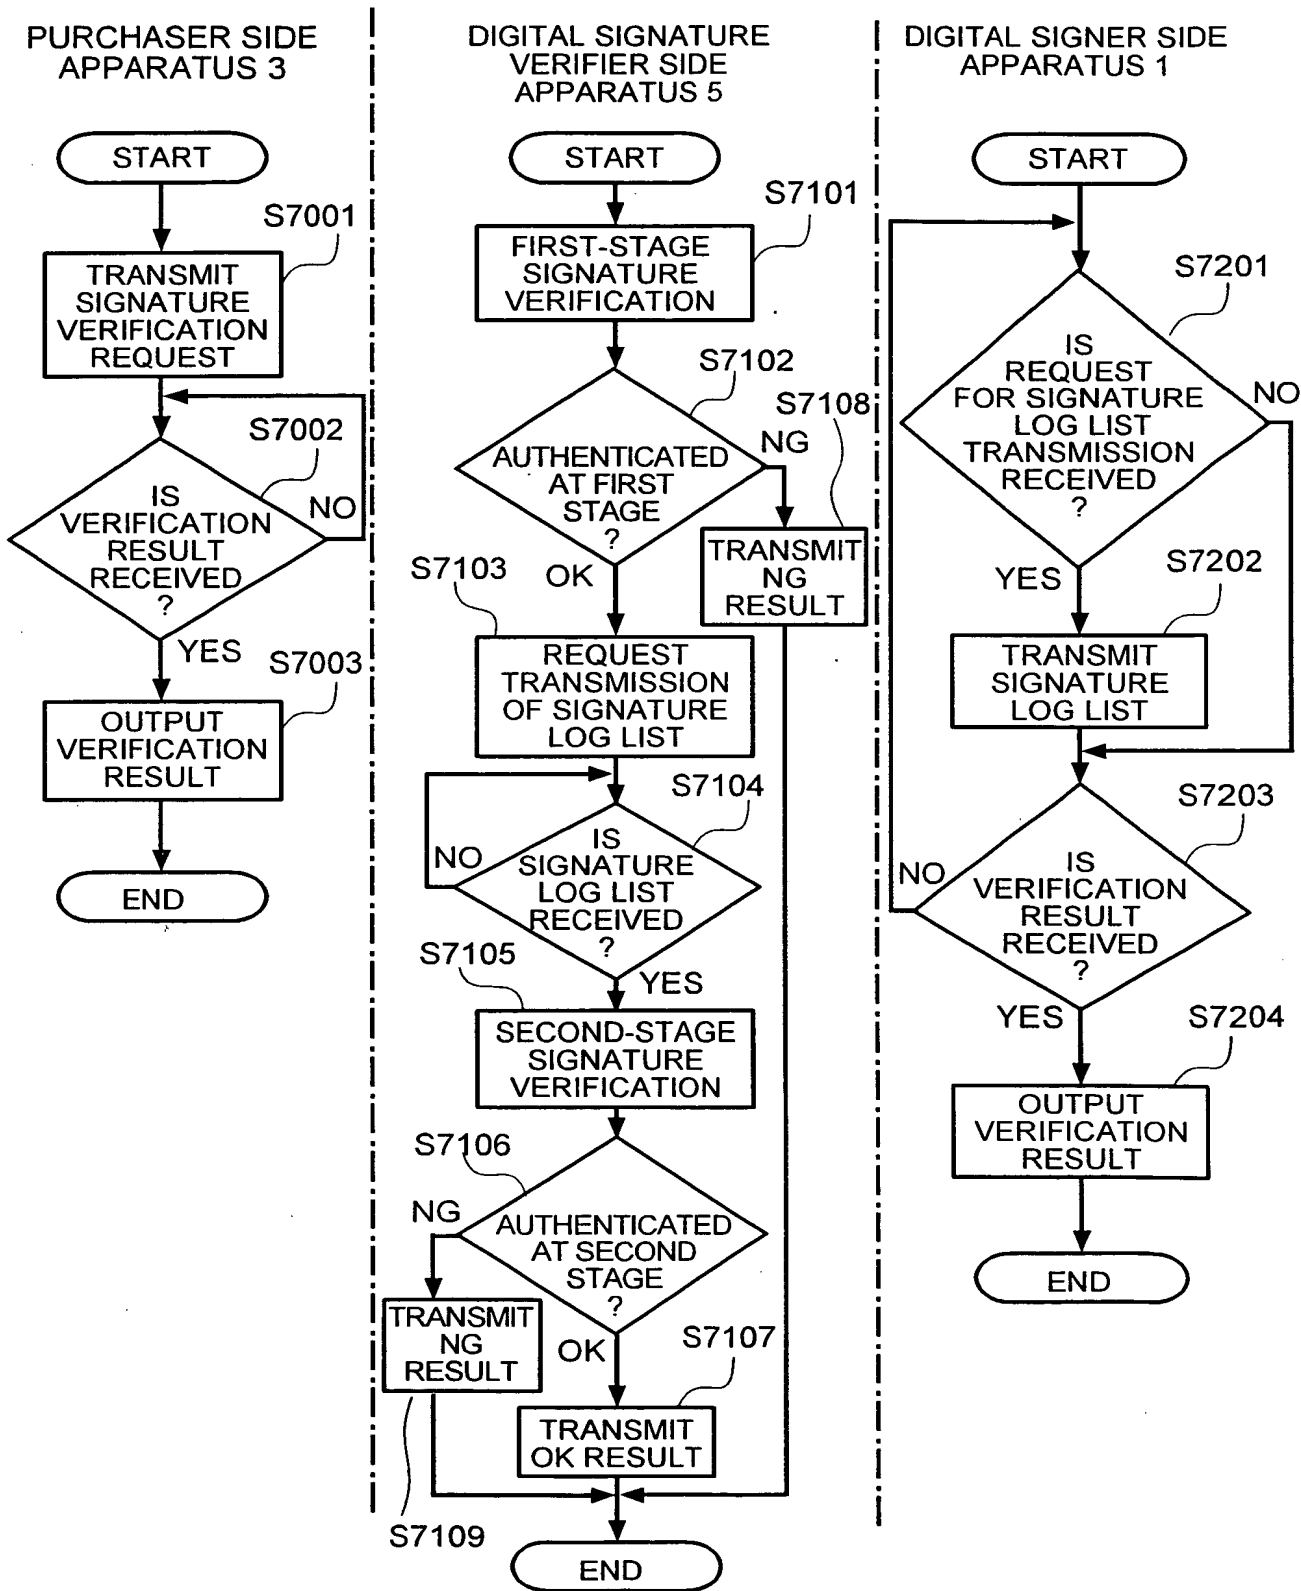 PURCHASER SIDE
APPARATUS 3
START
S7001
TRANSMIT
SIGNATURE
VERIFICATION
REQUEST
S7002
IS
VERIFICATION
RESULT
RECEIVED
?
NO
YES
S7003
OUTPUT
VERIFICATION
RESULT
END
DIGITAL SIGNATURE
VERIFIER SIDE
APPARATUS 5
START
S7101
FIRST-STAGE
SIGNATURE
VERIFICATION
S7102
AUTHENTICATED
AT FIRST
STAGE
?
NG
S7108
TRANSMIT
NG
RESULT
OK
S7103
REQUEST
TRANSMISSION
OF SIGNATURE
LOG LIST
S7104
IS
SIGNATURE
LOG LIST
RECEIVED
?
NO
YES
S7105
SECOND-STAGE
SIGNATURE
VERIFICATION
S7106
AUTHENTICATED
AT SECOND
STAGE
?
NG
TRANSMIT
NG
RESULT
S7109
OK
S7107
TRANSMIT
OK RESULT
END
DIGITAL SIGNER SIDE
APPARATUS 1
START
S7201
IS
REQUEST
FOR SIGNATURE
LOG LIST
TRANSMISSION
RECEIVED
?
NO
YES
S7202
TRANSMIT
SIGNATURE
LOG LIST
S7203
IS
VERIFICATION
RESULT
RECEIVED
?
NO
YES
S7204
OUTPUT
VERIFICATION
RESULT
END